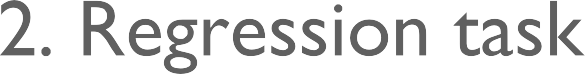 2. Regression task